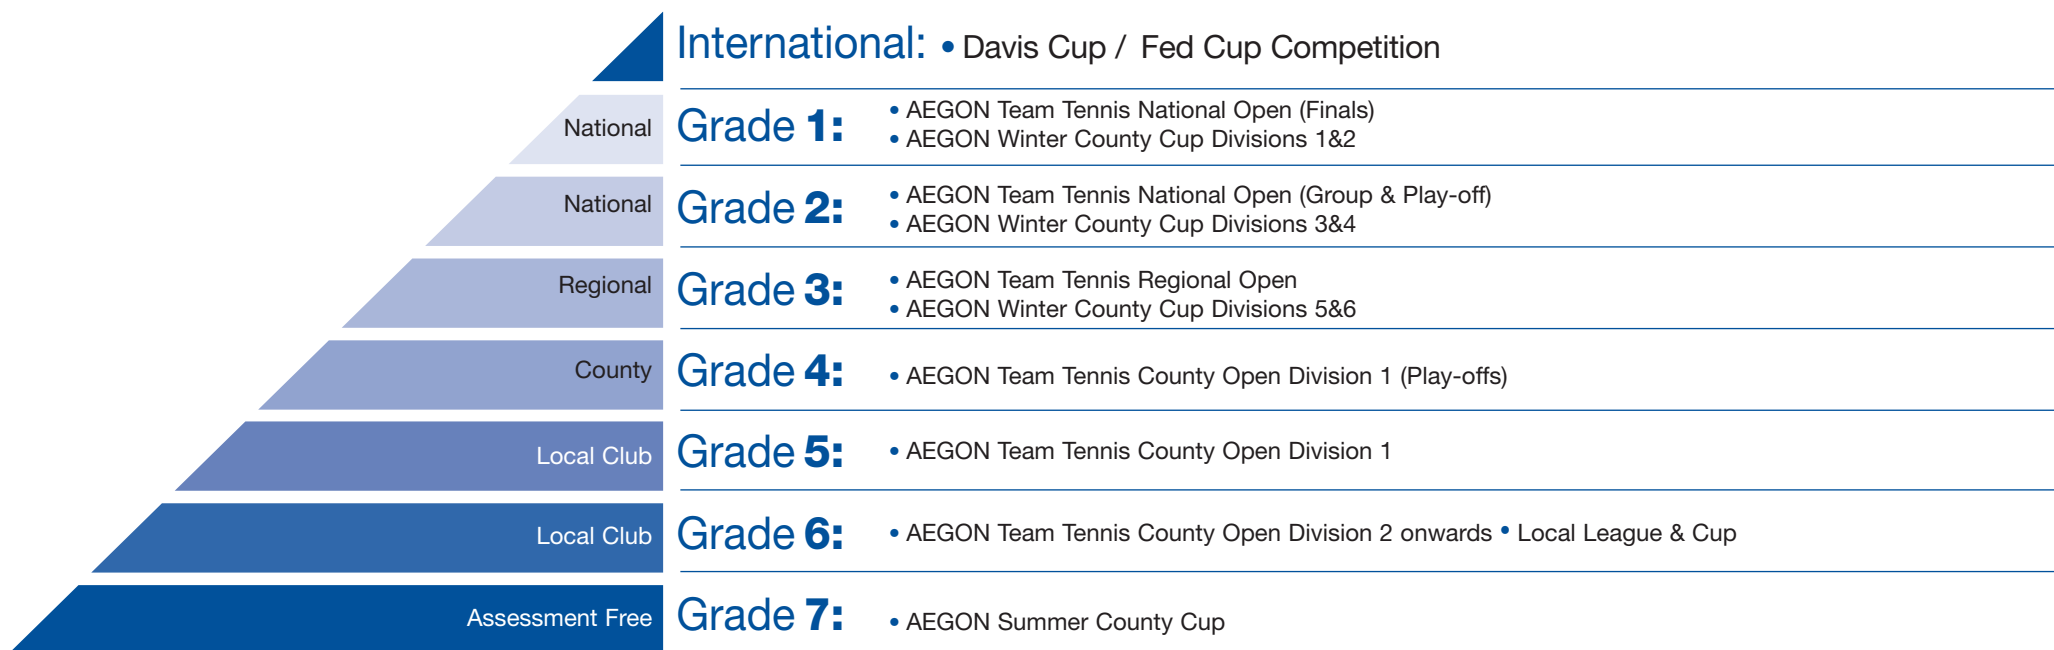 International: • Davis Cup / Fed Cup Competition
National Grade 1: • AEGON Team Tennis National Open (Finals)
• AEGON Winter County Cup Divisions 1&2
National Grade 2: • AEGON Team Tennis National Open (Group & Play-off)
• AEGON Winter County Cup Divisions 3&4
Regional Grade 3: • AEGON Team Tennis Regional Open
• AEGON Winter County Cup Divisions 5&6
County Grade 4: • AEGON Team Tennis County Open Division 1 (Play-offs)
Local Club Grade 5: • AEGON Team Tennis County Open Division 1
Local Club Grade 6: • AEGON Team Tennis County Open Division 2 onwards • Local League & Cup
Assessment Free Grade 7: • AEGON Summer County Cup